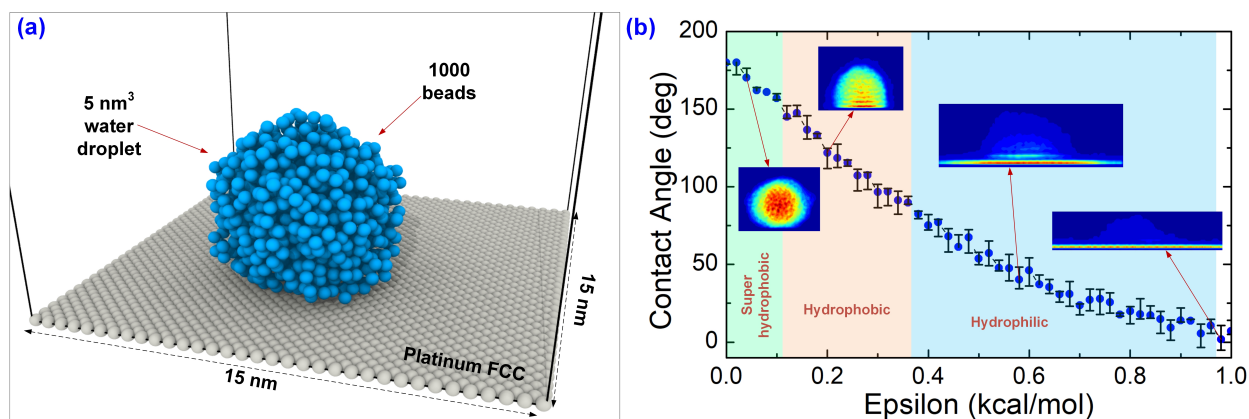 (a)
5 nm³
water
droplet
1000
beads
Platinum FCC
15 nm
15 nm
(b)
200
150
100
50
0
Contact Angle (deg)
Super
hydrophobic
Hydrophobic
Hydrophilic
0.0 0.2 0.4 0.6 0.8 1.0
Epsilon (kcal/mol)